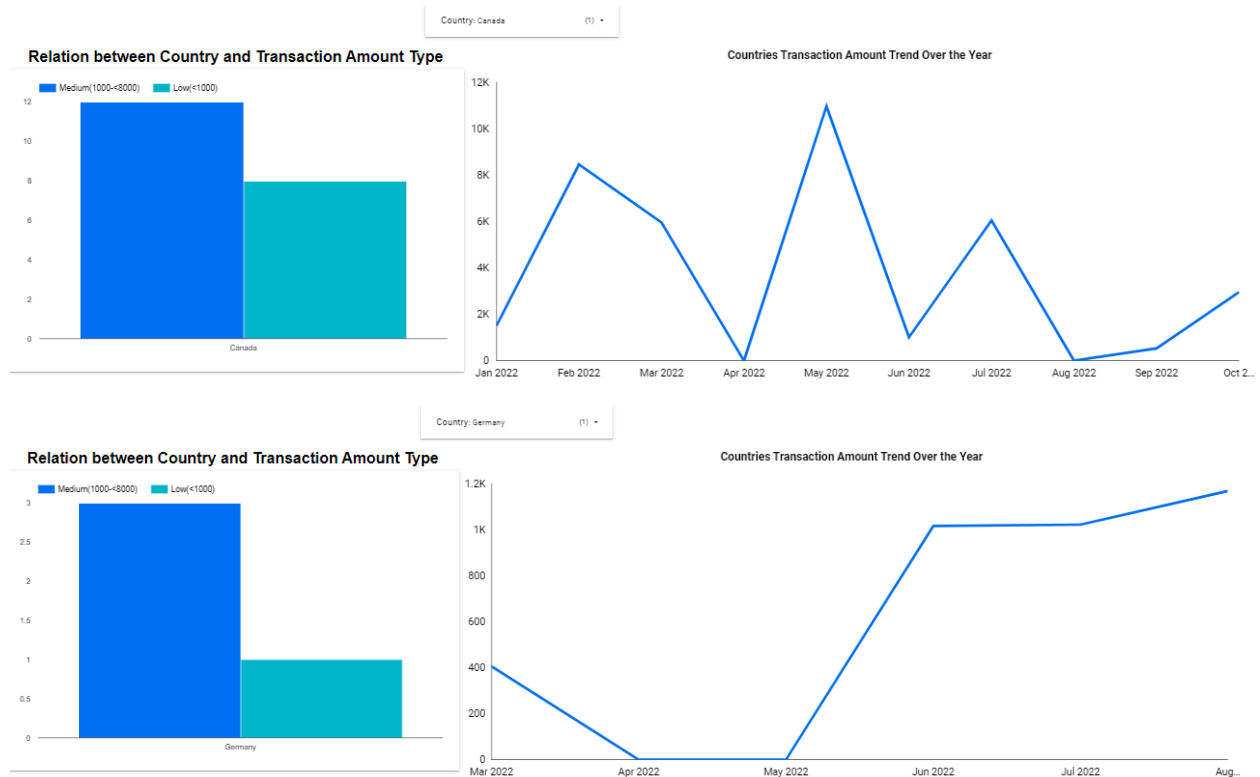 Country: Canada (1)
Relation between Country and Transaction Amount Type
Medium(1000-<8000) Low(<1000)
12
10
8
6
4
2
0
Canada
Countries Transaction Amount Trend Over the Year
12K
10K
8K
6K
4K
2K
0
Jan 2022 Feb 2022 Mar 2022 Apr 2022 May 2022 Jun 2022 Jul 2022 Aug 2022 Sep 2022 Oct 2...
Country: Germany (1)
Relation between Country and Transaction Amount Type
Medium(1000-<8000) Low(<1000)
3
2.5
2
1.5
1
0.5
0
Germany
Countries Transaction Amount Trend Over the Year
1.2K
1K
800
600
400
200
0
Mar 2022 Apr 2022 May 2022 Jun 2022 Jul 2022 Aug...